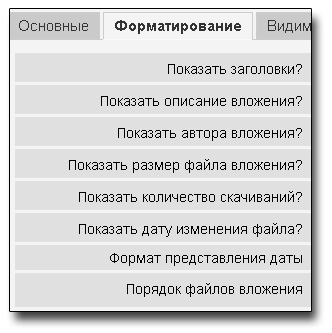 Основные Форматирование Видим
Показать заголовки?
Показать описание вложения?
Показать автора вложения?
Показать размер файла вложения?
Показать количество скачиваний?
Показать дату изменения файла?
Формат представления даты
Порядок файлов вложения